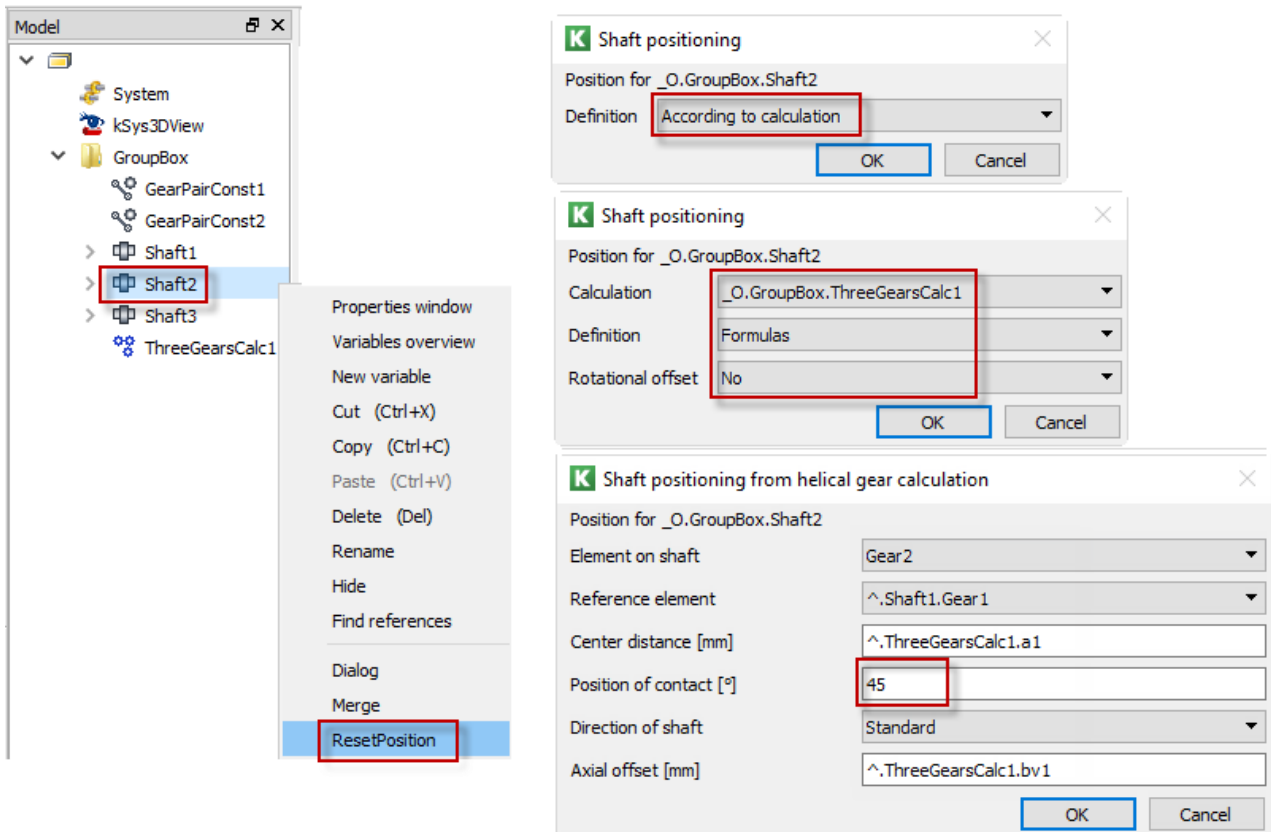 Model
System
kSys3DView
GroupBox
GearPairConst1
GearPairConst2
Shaft1
Shaft2
Shaft3
ThreeGearsCalc1
Properties window
Variables overview
New variable
Cut (Ctrl+X)
Copy (Ctrl+C)
Paste (Ctrl+V)
Delete (Del)
Rename
Hide
Find references
Dialog
Merge
ResetPosition
K Shaft positioning
Position for _O.GroupBox.Shaft2
Definition According to calculation
OK Cancel
K Shaft positioning
Position for _O.GroupBox.Shaft2
Calculation _O.GroupBox.ThreeGearsCalc1
Definition Formulas
Rotational offset No
OK Cancel
K Shaft positioning from helical gear calculation
Position for _O.GroupBox.Shaft2
Element on shaft Gear2
Reference element ^.Shaft1.Gear1
Center distance [mm] ^.ThreeGearsCalc1.a1
Position of contact [°] 45
Direction of shaft Standard
Axial offset [mm] ^.ThreeGearsCalc1.bv1
OK Cancel